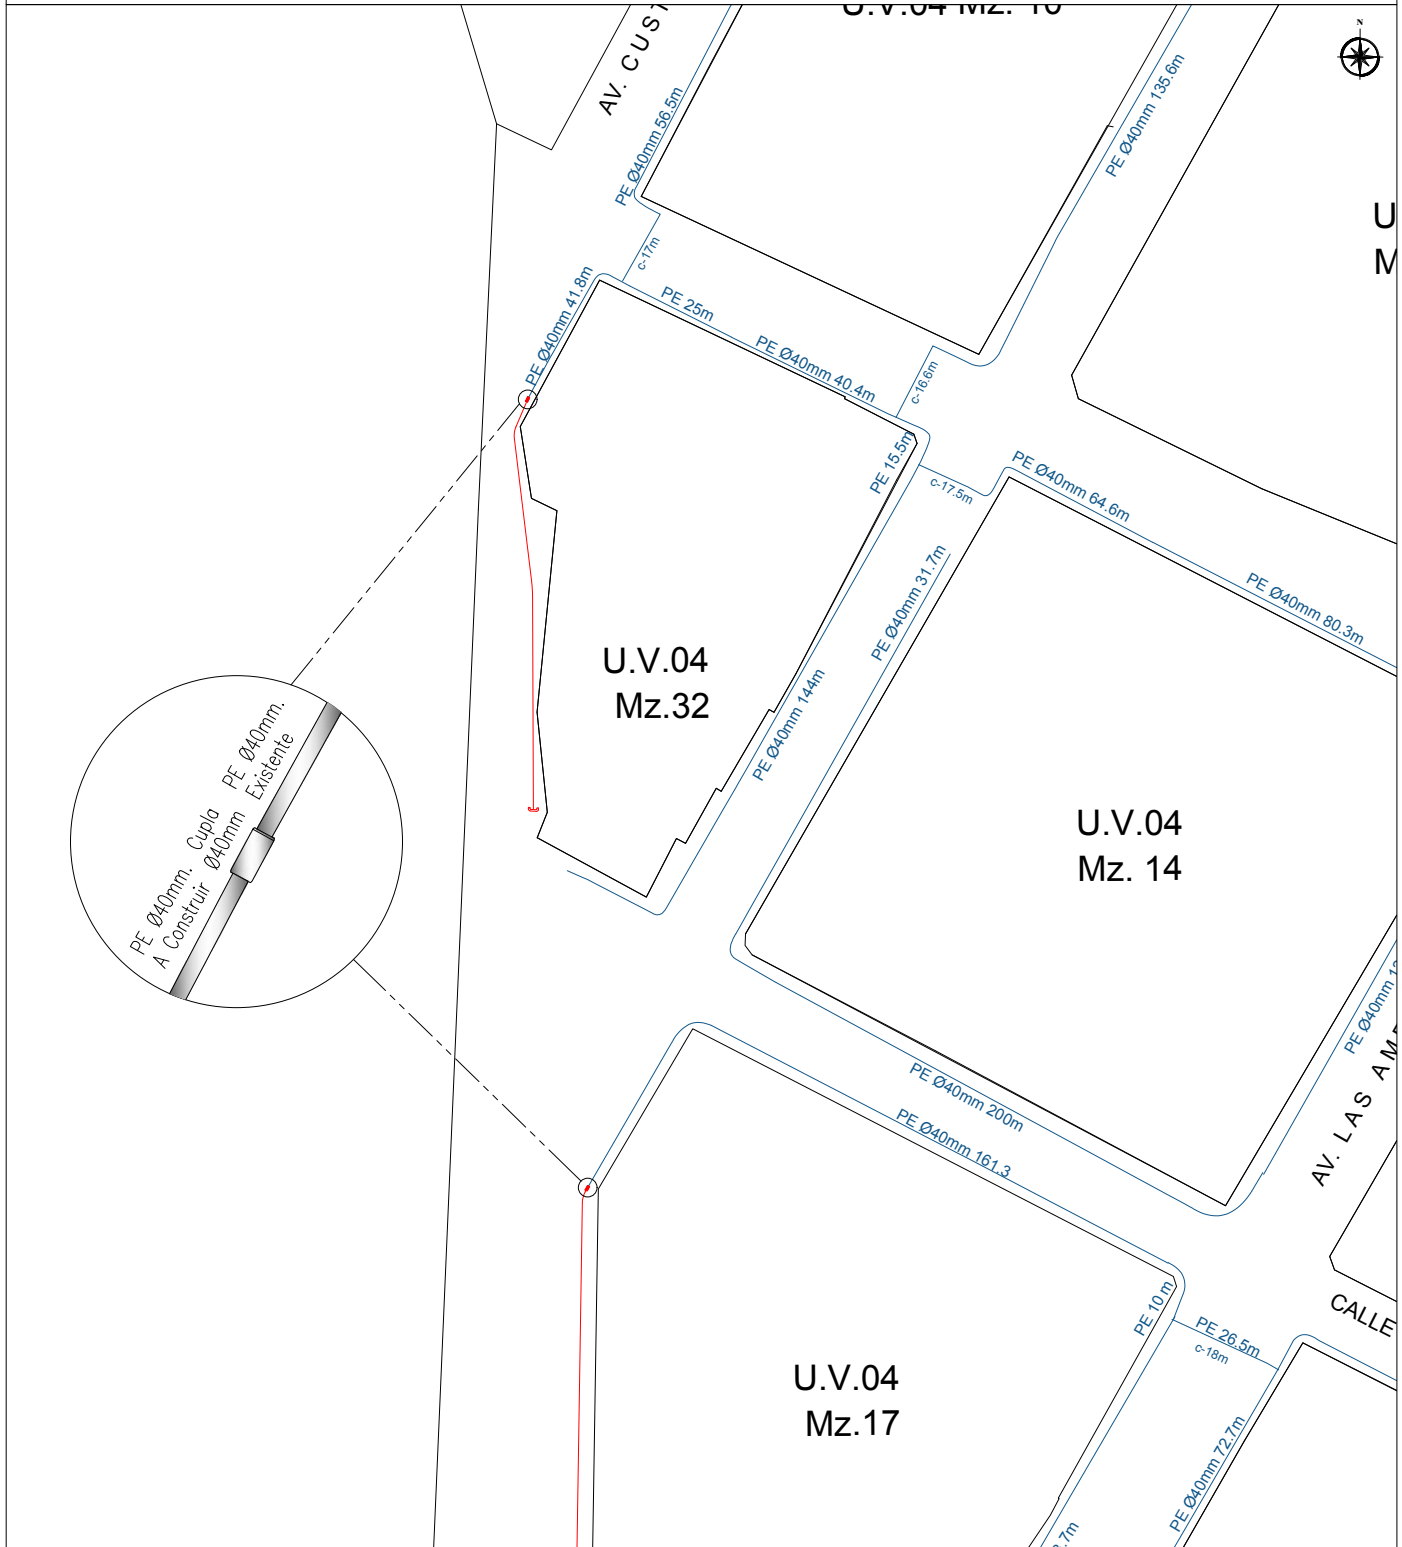 U.V.04 Mz. 10
N
AV. CUST
PE Ø40mm 56.5m
PE Ø40mm 135.6m
U
M
c-17m
PE Ø40mm 41.8m
PE 25m
PE Ø40mm 40.4m
c-16.6m
PE 15.5m
c-17.5m
PE Ø40mm 64.6m
PE Ø40mm 31.7m
PE Ø40mm 80.3m
U.V.04
Mz.32
PE Ø40mm 144m
PE Ø40mm.
Existente
Cupla
Ø40mm
PE Ø40mm.
A Construir
U.V.04
Mz. 14
PE Ø40mm 200m
PE Ø40mm 161.3
AV. LAS AME
PE 10 m
PE 26.5m
c-18m
CALLE
U.V.04
Mz.17
PE Ø40mm 72.7m